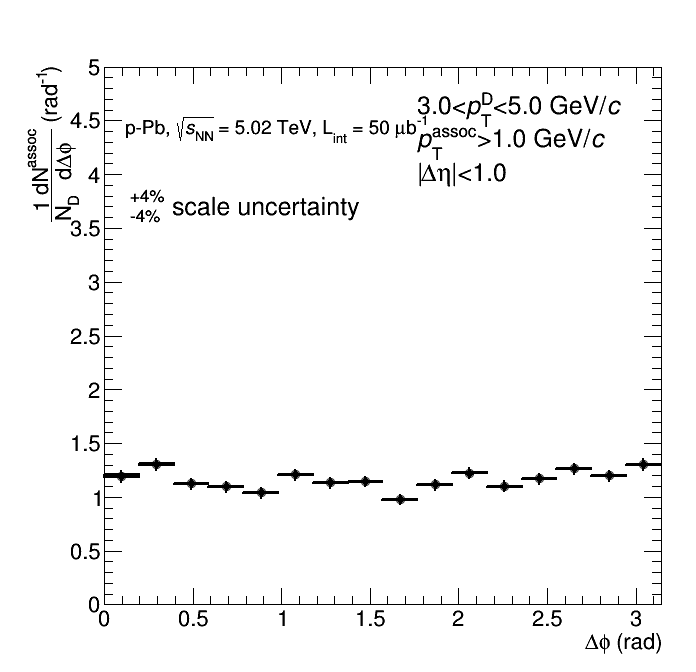 1 dN^assoc
N_D dΔϕ (rad^-1)
5
4.5
4
3.5
3
2.5
2
1.5
1
0.5
0
p-Pb, √s_NN = 5.02 TeV, L_int = 50 μb^-1
3.0<p_T^D<5.0 GeV/c
p_T^assoc>1.0 GeV/c
|Δη|<1.0
+4%
-4% scale uncertainty
0 0.5 1 1.5 2 2.5 3
Δϕ (rad)